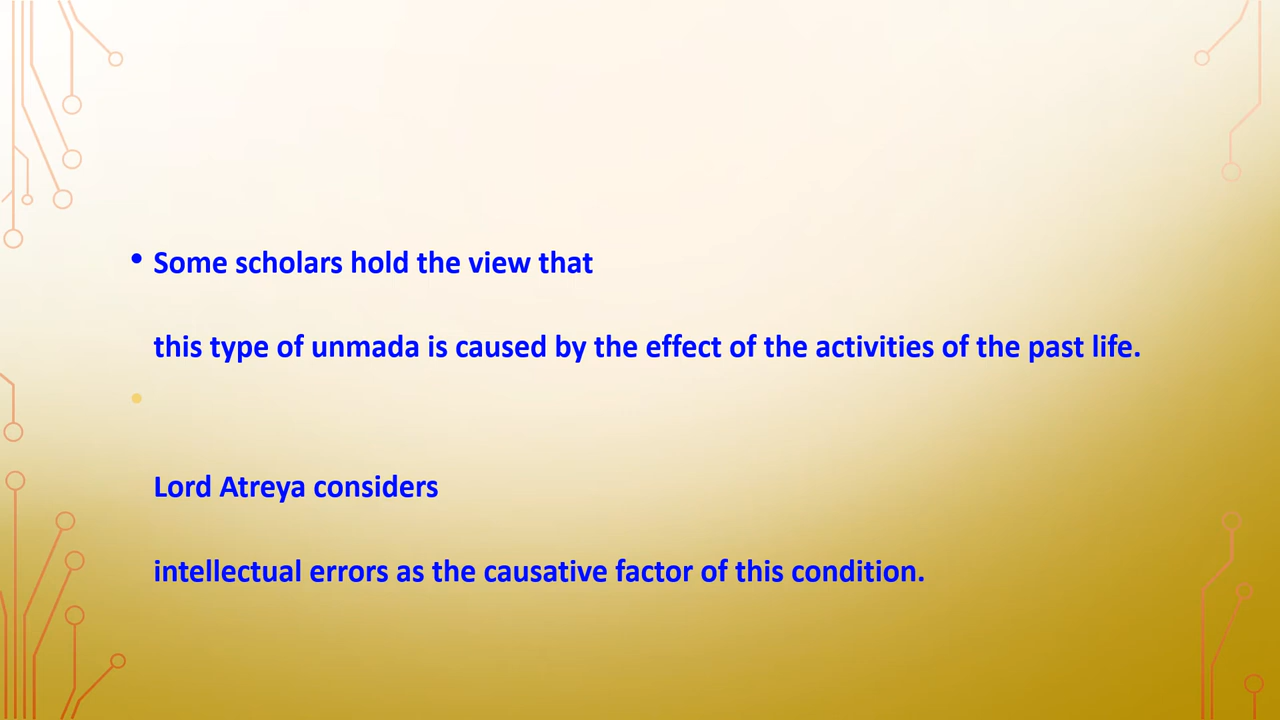 • Some scholars hold the view that
this type of unmada is caused by the effect of the activities of the past life.
•
Lord Atreya considers
intellectual errors as the causative factor of this condition.